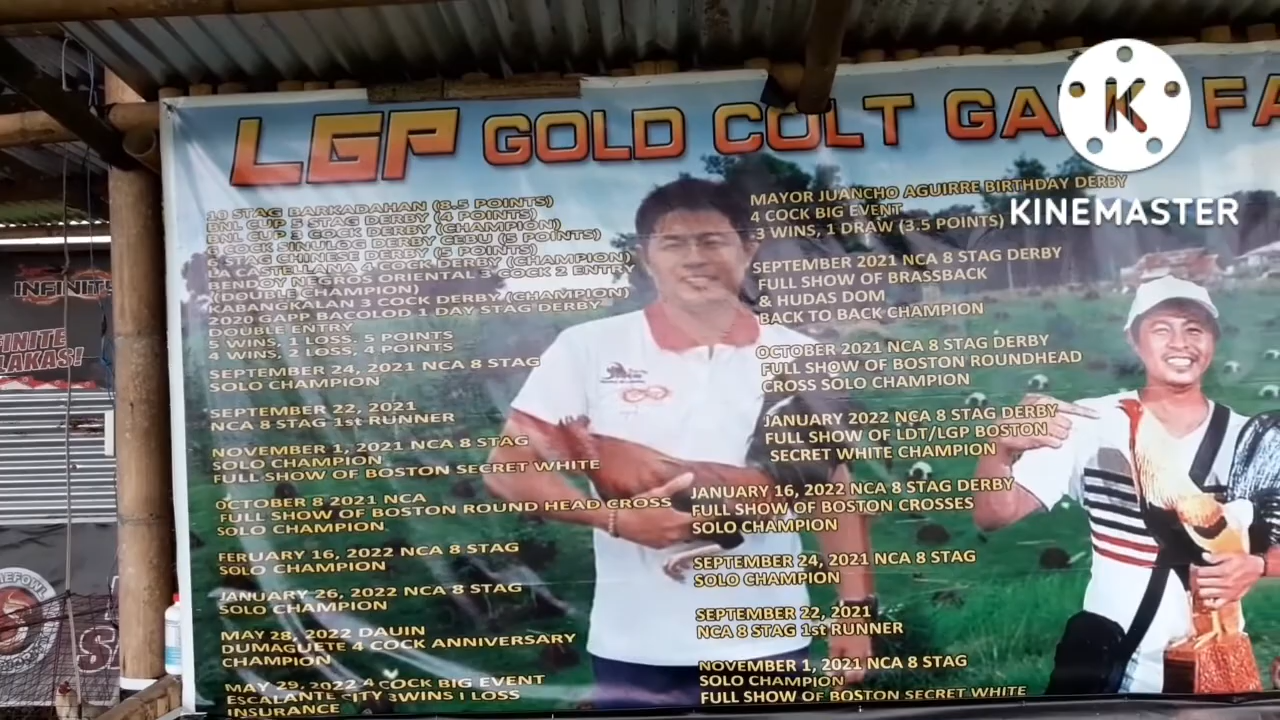 LGP GOLD COLT GA FA
K
KINEMASTER
10 STAG BARKADAHAN (8.5 POINTS)
BNL CUP 5 STAG DERBY (4 POINTS)
BNL CUP 5 COCK DERBY (CHAMPION)
COCK SINULOG DERBY CEBU (5 POINTS)
6 STAG CHINESE DERBY (5 POINTS)
LA CASTELLANA 4 COCK DERBY (CHAMPION)
BENDOY NEGROS ORIENTAL 3 COCK 2 ENTRY
(DOUBLE CHAMPION)
KABANKALAN 3 COCK DERBY (CHAMPION)
2020 GAPP BACOLOD 1 DAY STAG DERBY
DOUBLE ENTRY
5 WINS, 1 LOSS. 5 POINTS
4 WINS, 2 LOSS, 4 POINTS
SEPTEMBER 24, 2021 NCA 8 STAG
SOLO CHAMPION
SEPTEMBER 22, 2021
NCA 8 STAG 1st RUNNER
NOVEMBER 1, 2021 NCA 8 STAG
SOLO CHAMPION
FULL SHOW OF BOSTON SECRET WHITE
OCTOBER 8 2021 NCA
FULL SHOW OF BOSTON ROUND HEAD CROSS
SOLO CHAMPION
FERUARY 16, 2022 NCA 8 STAG
SOLO CHAMPION
JANUARY 26, 2022 NCA 8 STAG
SOLO CHAMPION
MAY 28, 2022 DAUIN
DUMAGUETE 4 COCK ANNIVERSARY
CHAMPION
MAY 29, 2022 4 COCK BIG EVENT
ESCALANTE CITY 3WINS 1 LOSS
INSURANCE
MAYOR JUANCHO AGUIRRE BIRTHDAY DERBY
4 COCK BIG EVENT
3 WINS, 1 DRAW (3.5 POINTS)
SEPTEMBER 2021 NCA 8 STAG DERBY
FULL SHOW OF BRASSBACK
& HUDAS DOM
BACK TO BACK CHAMPION
OCTOBER 2021 NCA 8 STAG DERBY
FULL SHOW OF BOSTON ROUNDHEAD
CROSS SOLO CHAMPION
JANUARY 2022 NCA 8 STAG DERBY
FULL SHOW OF LDT/LGP BOSTON
SECRET WHITE CHAMPION
JANUARY 16, 2022 NCA 8 STAG DERBY
FULL SHOW OF BOSTON CROSSES
SOLO CHAMPION
SEPTEMBER 24, 2021 NCA 8 STAG
SOLO CHAMPION
SEPTEMBER 22, 2021
NCA 8 STAG 1st RUNNER
NOVEMBER 1, 2021 NCA 8 STAG
SOLO CHAMPION
FULL SHOW OF BOSTON SECRET WHITE
INFINIT
FINITE
LAKAS!